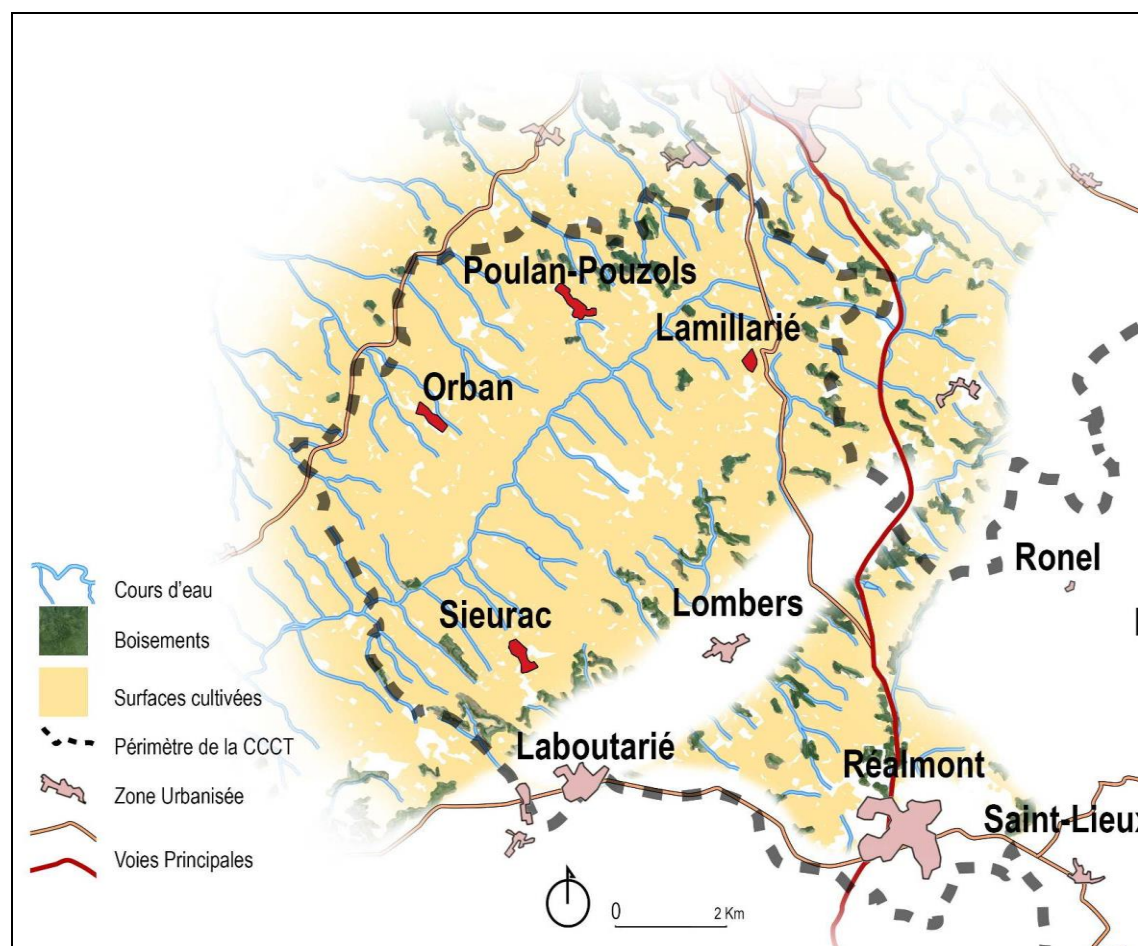 Poulan-Pouzols
Lamillarié
Orban
Ronel
Lombers
Sieurac
Laboutarié
Réalmont
Saint-Lieux
Cours d'eau
Boisements
Surfaces cultivées
Périmètre de la CCCT
Zone Urbanisée
Voies Principales
0 2 Km